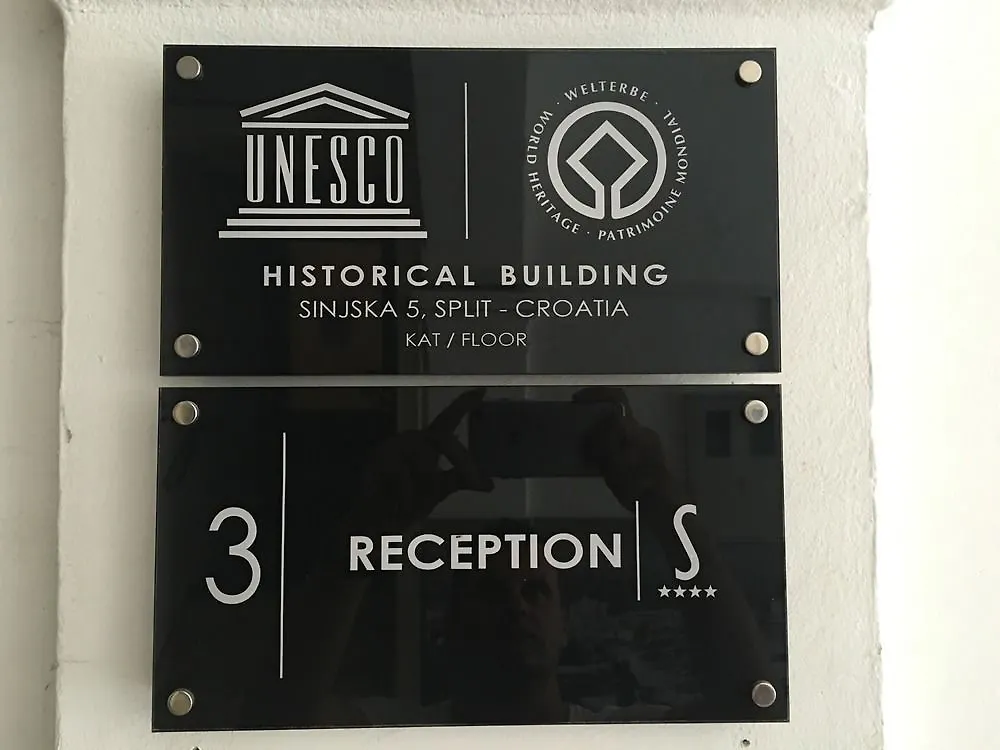 UNESCO
WORLD HERITAGE · WELTERBE · PATRIMOINE MONDIAL
HISTORICAL BUILDING
SINJSKA 5, SPLIT - CROATIA
KAT / FLOOR
3
RECEPTION
S
★★★★